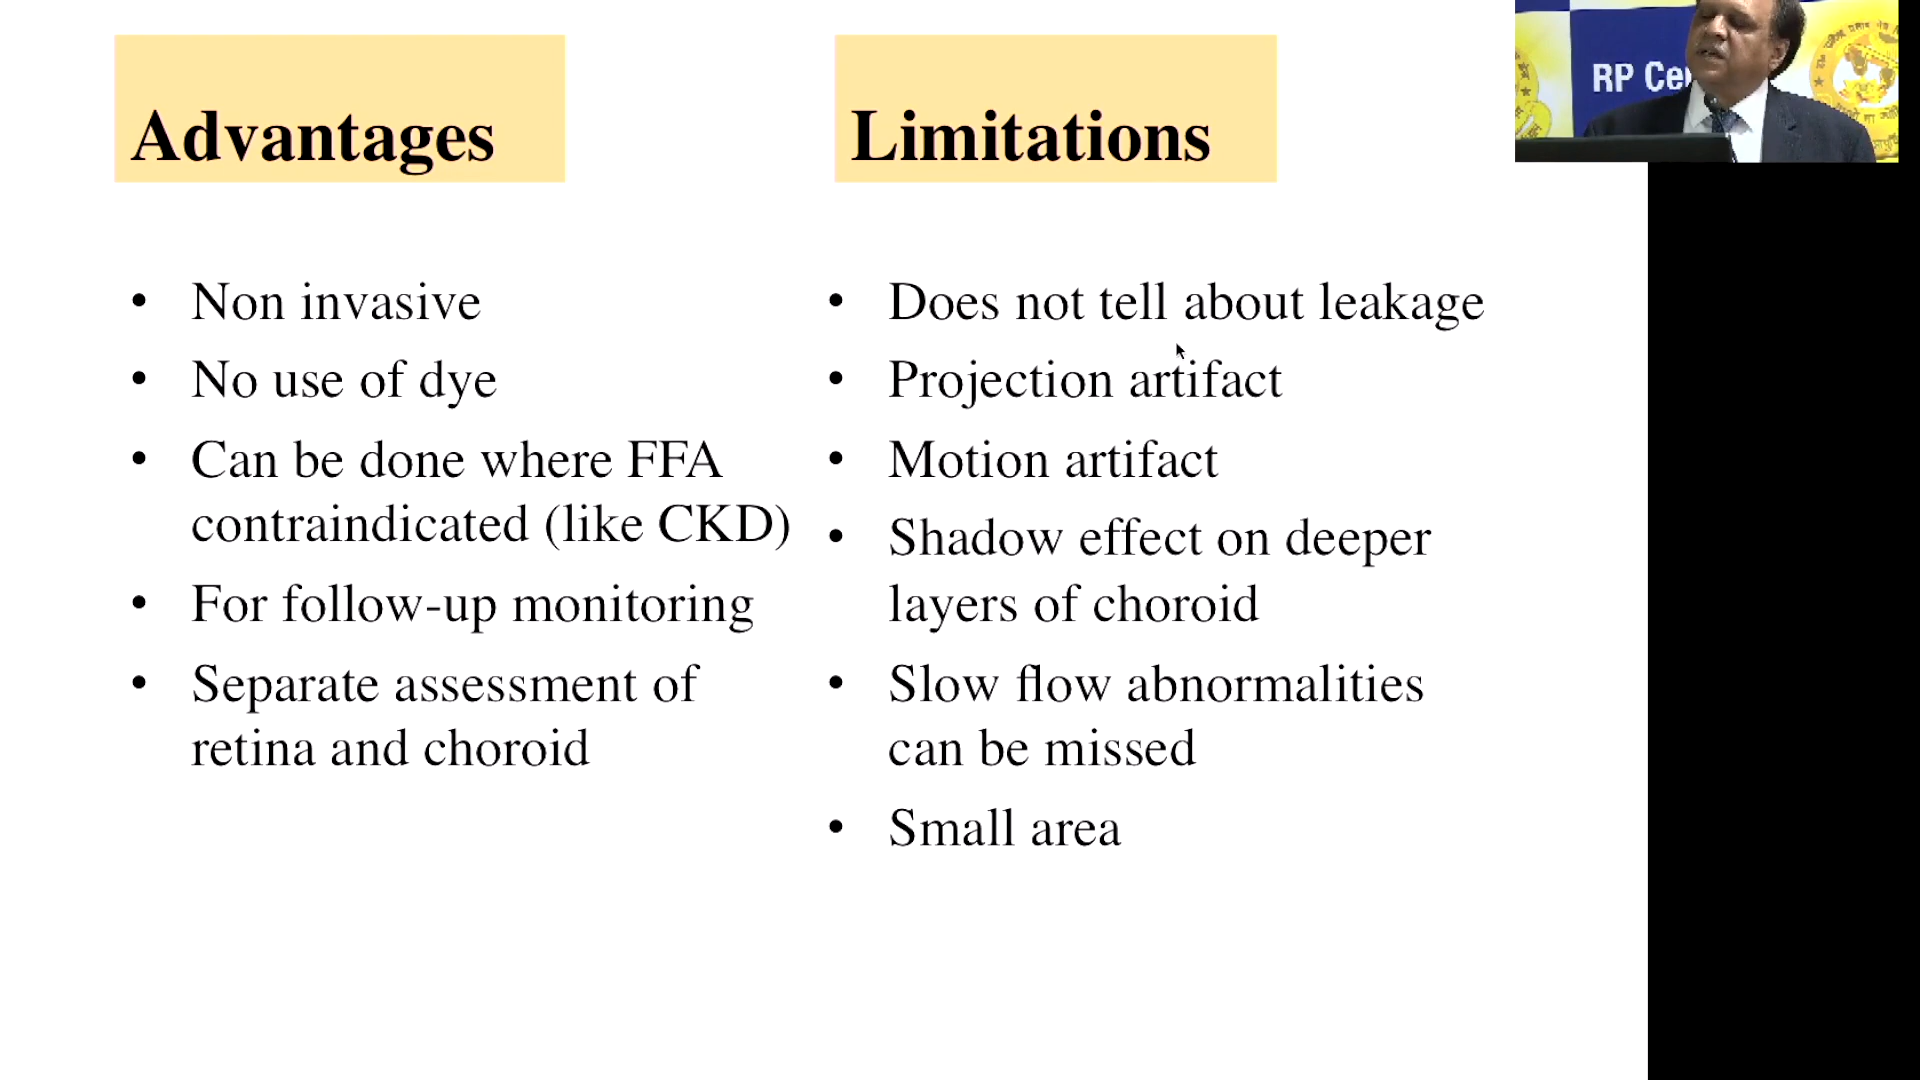 Advantages
• Non invasive
• No use of dye
• Can be done where FFA
contraindicated (like CKD)
• For follow-up monitoring
• Separate assessment of
retina and choroid
Limitations
• Does not tell about leakage
• Projection artifact
• Motion artifact
• Shadow effect on deeper
layers of choroid
• Slow flow abnormalities
can be missed
• Small area
RP Cen